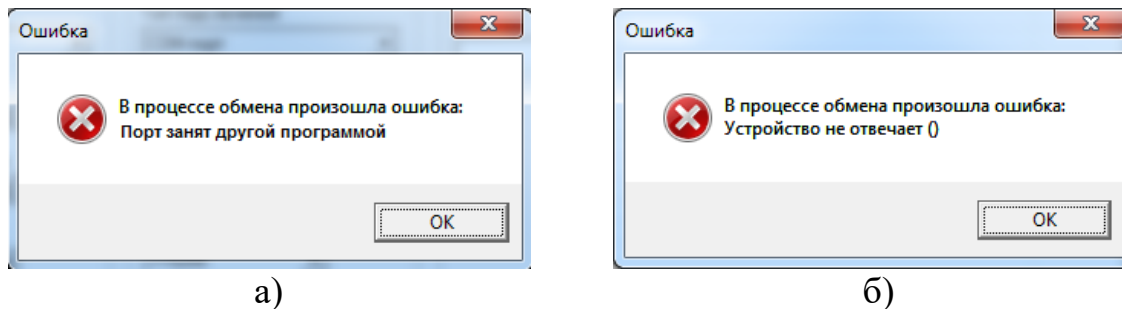 Ошибка
В процессе обмена произошла ошибка:
Порт занят другой программой
OK
а)
Ошибка
В процессе обмена произошла ошибка:
Устройство не отвечает ()
OK
б)